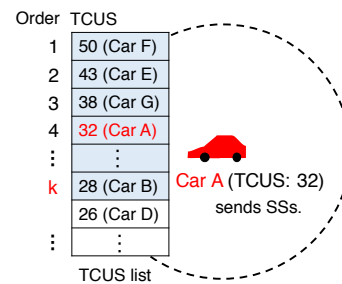 Order TCUS
1 50 (Car F)
2 43 (Car E)
3 38 (Car G)
4 32 (Car A)
⋮ ⋮
k 28 (Car B)
26 (Car D)
⋮ ⋮
TCUS list
Car A (TCUS: 32)
sends SSs.